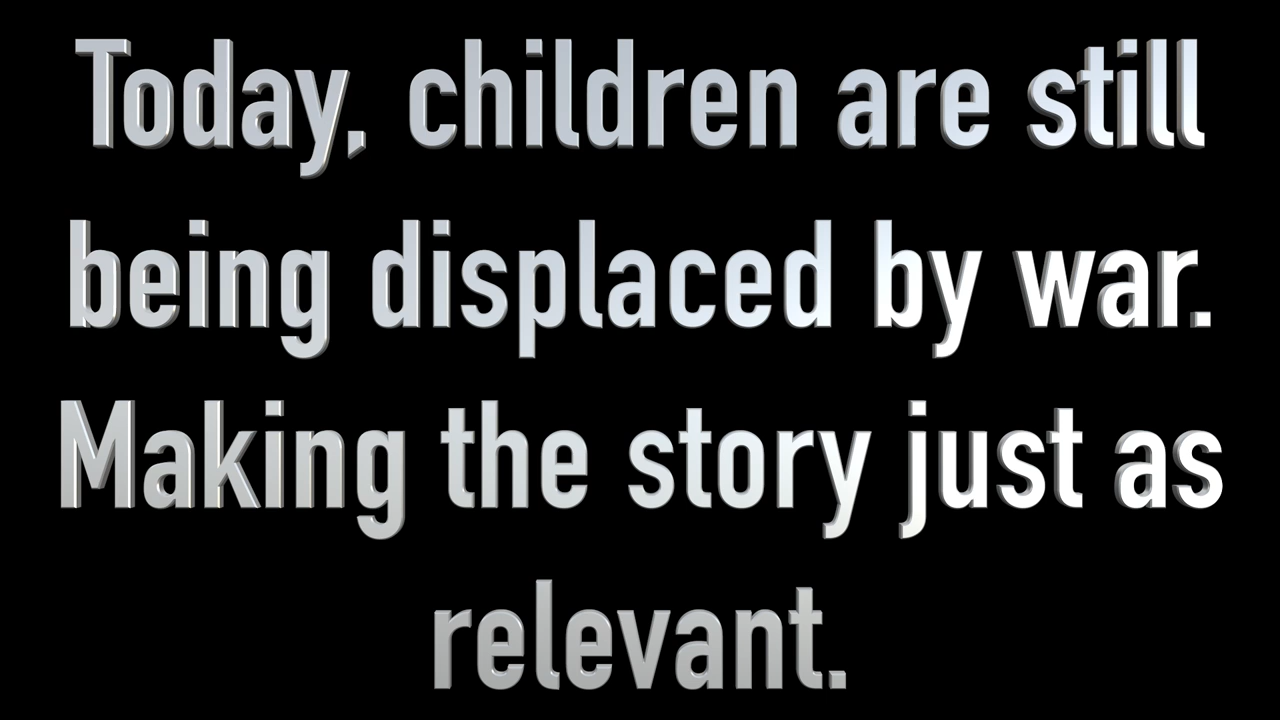 Today, children are still
being displaced by war.
Making the story just as
relevant.